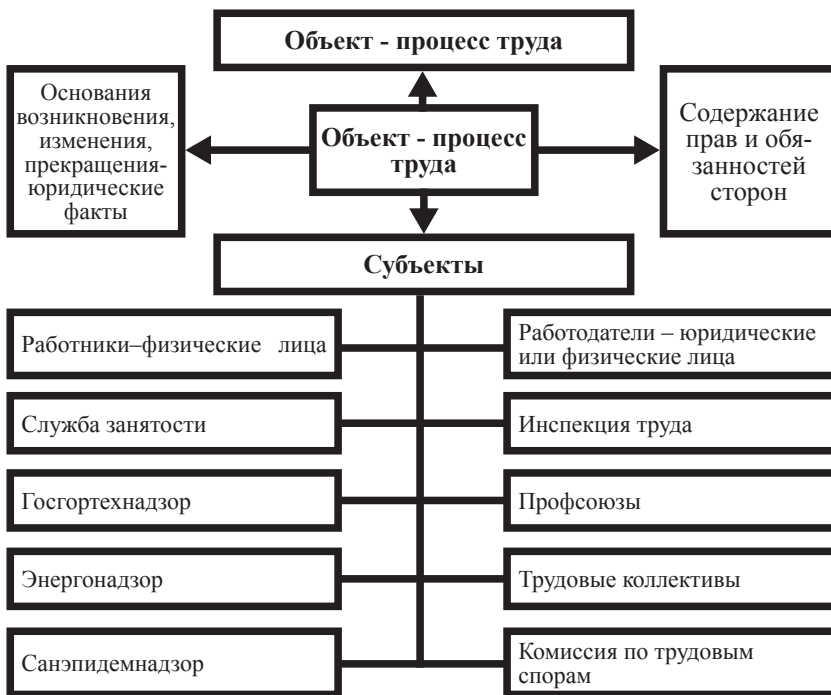 Объект - процесс труда
Основания
возникновения,
изменения,
прекращения-
юридические
факты
Объект - процесс
труда
Содержание
прав и обя-
занностей
сторон
Субъекты
Работники–физические лица
Работодатели – юридические
или физические лица
Служба занятости
Инспекция труда
Госгортехнадзор
Профсоюзы
Энергонадзор
Трудовые коллективы
Санэпидемнадзор
Комиссия по трудовым
спорам